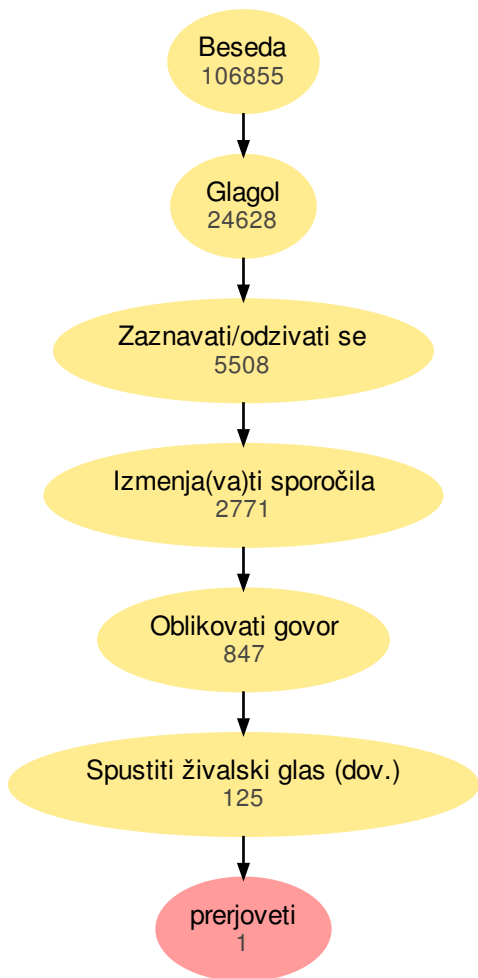 Beseda
106855
Glagol
24628
Zaznavati/odzivati se
5508
Izmenja(va)ti sporočila
2771
Oblikovati govor
847
Spustiti živalski glas (dov.)
125
prerjoveti
1